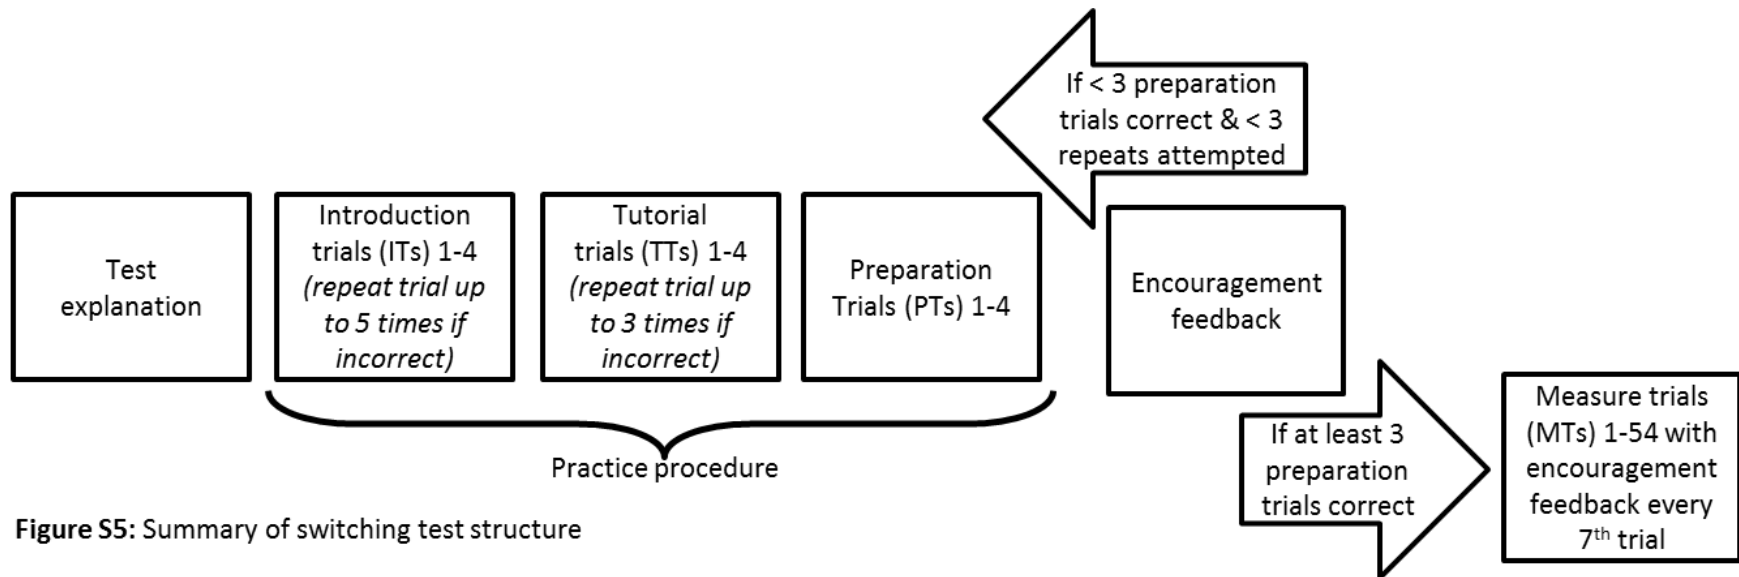 Test
explanation
Introduction
trials (ITs) 1-4
(repeat trial up
to 5 times if
incorrect)
Tutorial
trials (TTs) 1-4
(repeat trial up
to 3 times if
incorrect)
Preparation
Trials (PTs) 1-4
Practice procedure
If < 3 preparation
trials correct & < 3
repeats attempted
Encouragement
feedback
If at least 3
preparation
trials correct
Measure trials
(MTs) 1-54 with
encouragement
feedback every
7th trial
Figure S5: Summary of switching test structure